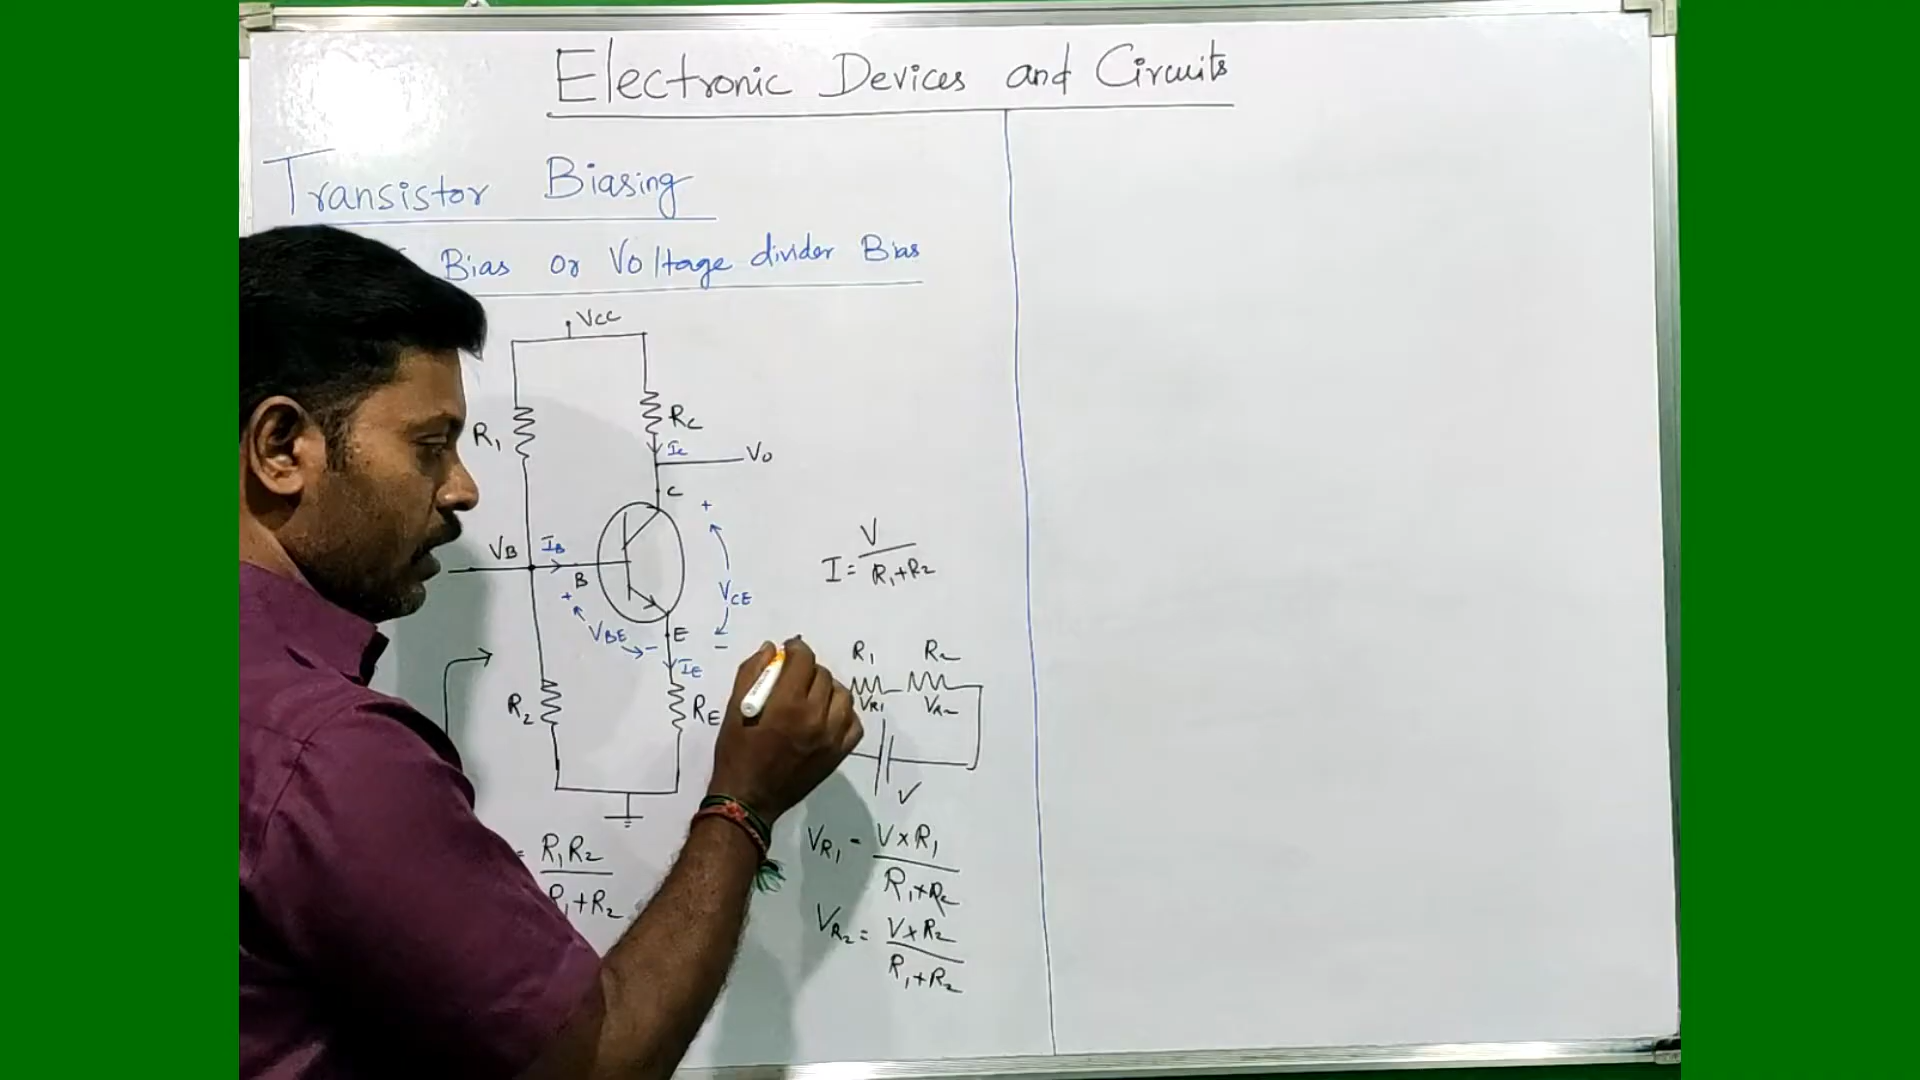 Electronic Devices and Circuits
Transistor Biasing
Bias or Voltage divider Bias
VCC
R1
RC
IC
VO
C
+
VB
IB
B
+
VBE
-
VCE
-
E
IE
R2
RE
= R1R2
R1+R2
V
I = R1+R2
R1 R2
VR1 VR2
V
VR1 = V×R1
R1+R2
VR2 = V×R2
R1+R2